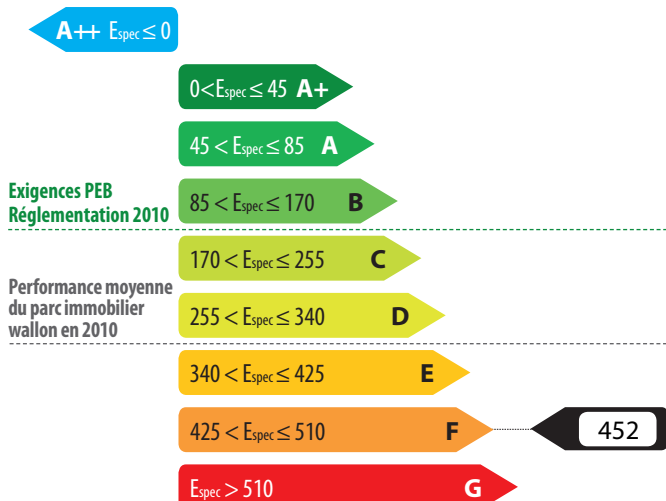 A++ Espec ≤ 0
0<Espec ≤ 45 A+
45 < Espec ≤ 85 A
Exigences PEB
Réglementation 2010
85 < Espec ≤ 170 B
170 < Espec ≤ 255 C
Performance moyenne
du parc immobilier
wallon en 2010
255 < Espec ≤ 340 D
340 < Espec ≤ 425 E
425 < Espec ≤ 510 F 452
Espec > 510 G